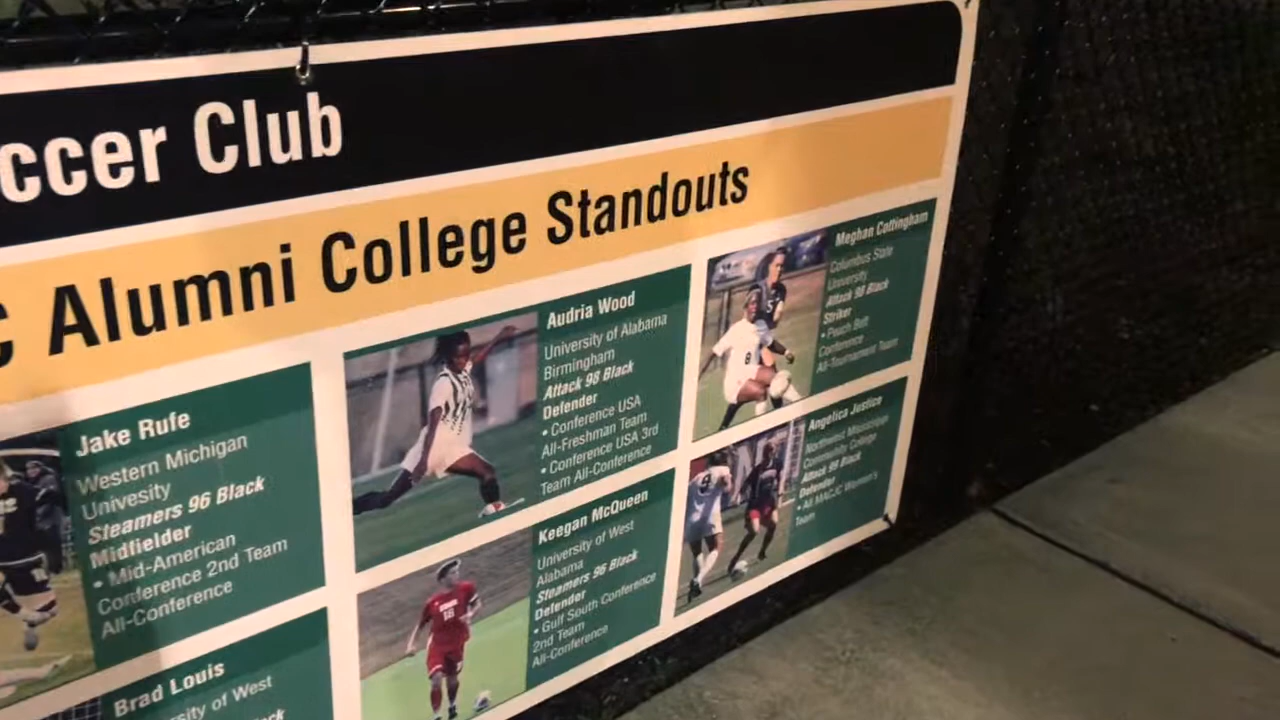 ccer Club
Alumni College Standouts
Jake Rufe
Western Michigan
Univesity
Steamers 96 Black
Midfielder
• Mid-American
Conference 2nd Team
All-Conference
Brad Louis
sity of West
Audria Wood
University of Alabama
Birmingham
Attack 98 Black
Defender
• Conference USA
All-Freshman Team
• Conference USA 3rd
Team All-Conference
Keegan McQueen
University of West
Alabama
Steamers 96 Black
Defender
• Gulf South Conference
2nd Team
All-Conference
Meghan Cottingham
Columbus State
University
Attack 98 Black
Striker
• Peach Belt
Conference
All-Tournament Team
Angelica Justice
Northwest Mississippi
Community College
Attack 99 Black
Defender
• All MACJC Women's
Team